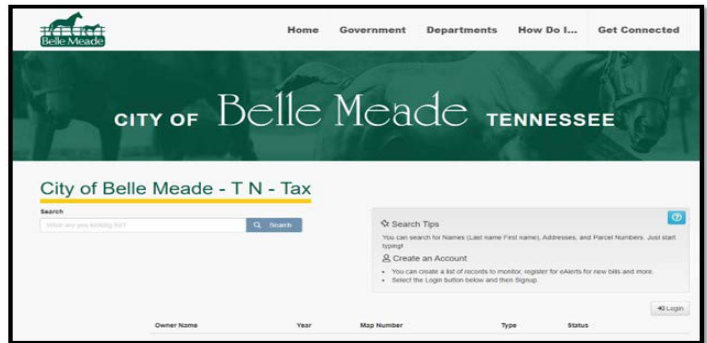 Belle Meade
Home Government Departments How Do I... Get Connected
CITY OF Belle Meade TENNESSEE
City of Belle Meade - T N - Tax
Search
What are you looking for?
Search
Search Tips
You can search for Names (Last name First name), Addresses, and Parcel Numbers. Just start
typing!
Create an Account
• You can create a list of records to monitor, register for eAlerts for new bills and more.
• Select the Login button below and then Signup.
Login
Owner Name Year Map Number Type Status